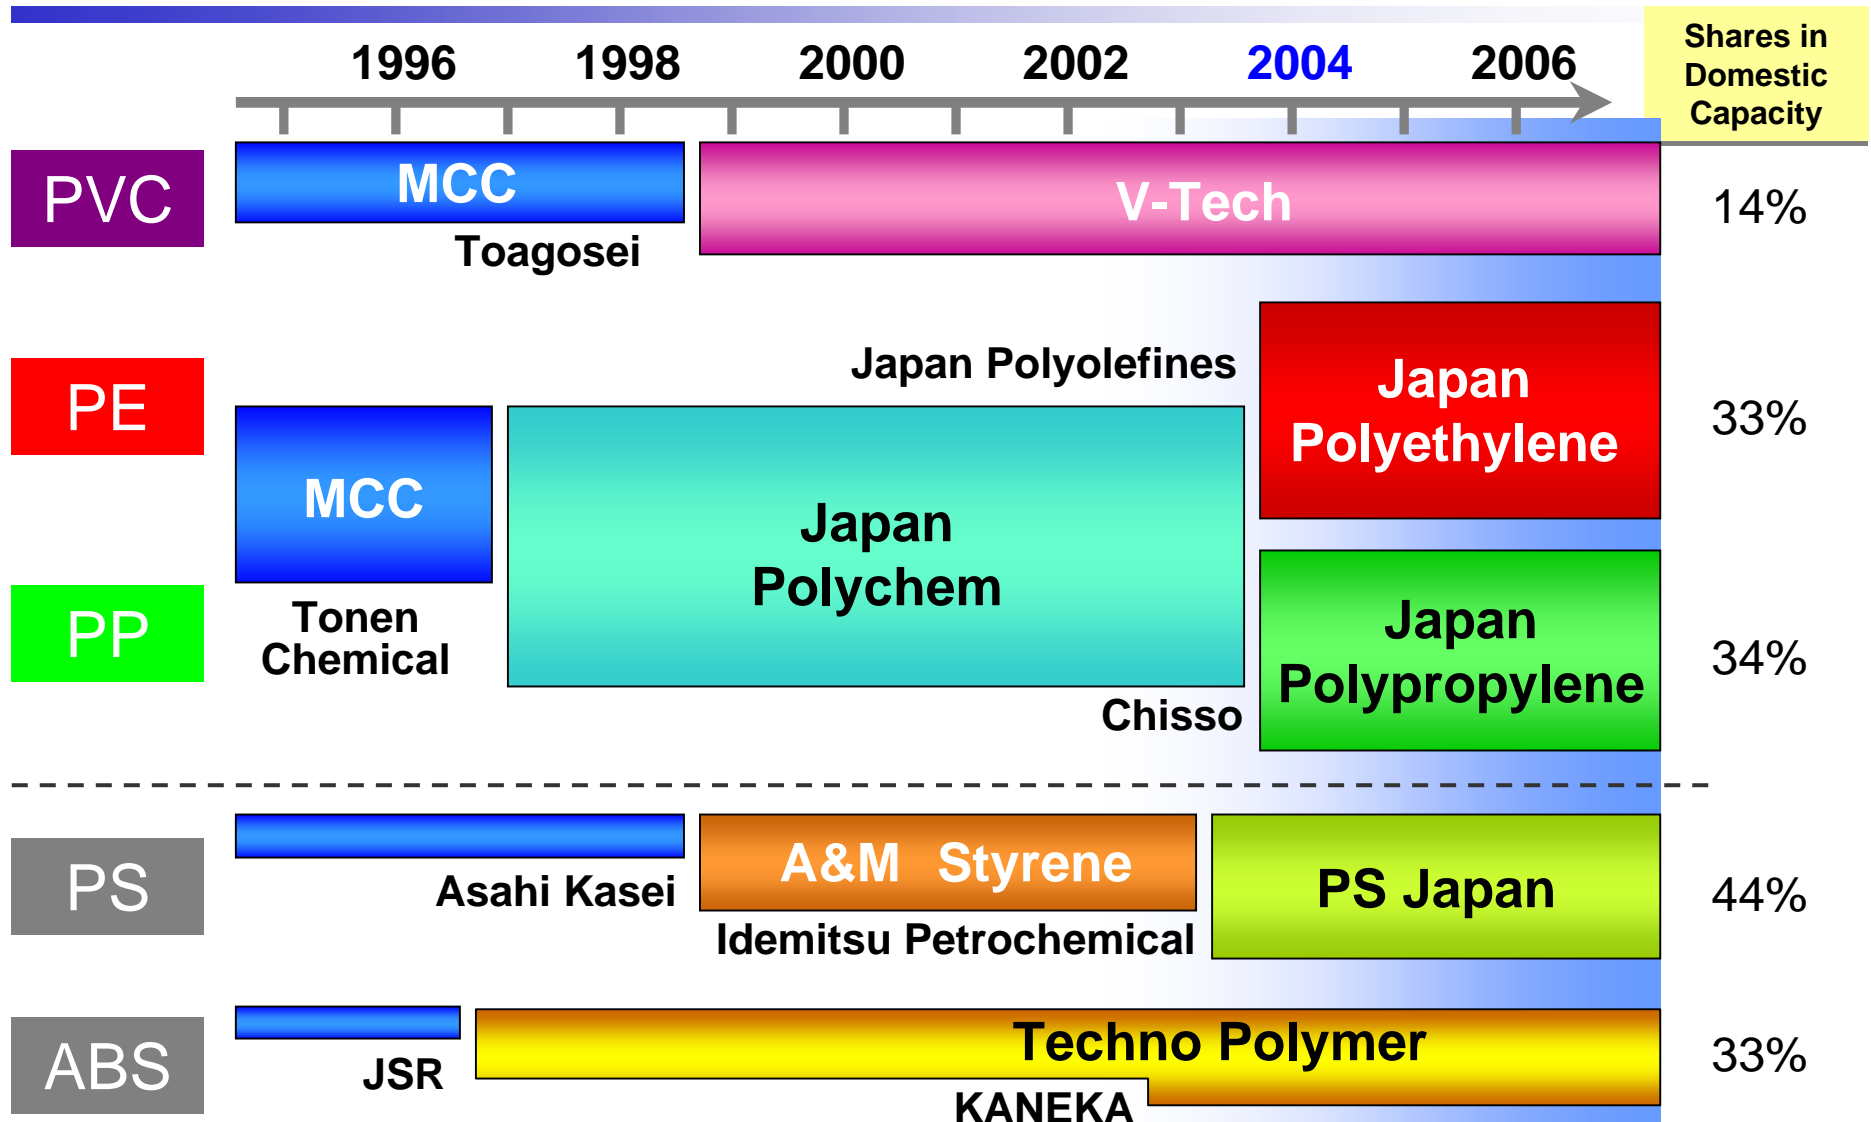 1996 1998 2000 2002 2004 2006
Shares in
Domestic
Capacity
PVC
MCC
Toagosei
V-Tech
14%
PE
PP
MCC
Tonen
Chemical
Japan
Polychem
Japan Polyolefines
Chisso
Japan
Polyethylene
33%
Japan
Polypropylene
34%
PS
Asahi Kasei
A&M Styrene
Idemitsu Petrochemical
PS Japan
44%
ABS
JSR
Techno Polymer
KANEKA
33%